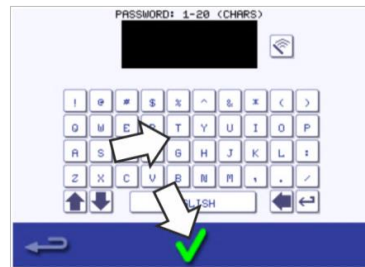 PASSWORD: 1-20 (CHARS)
! @ # $ % ^ & * ( )
Q W E T Y U I O P
A S G H J K L :
Z X C V B N M , . /